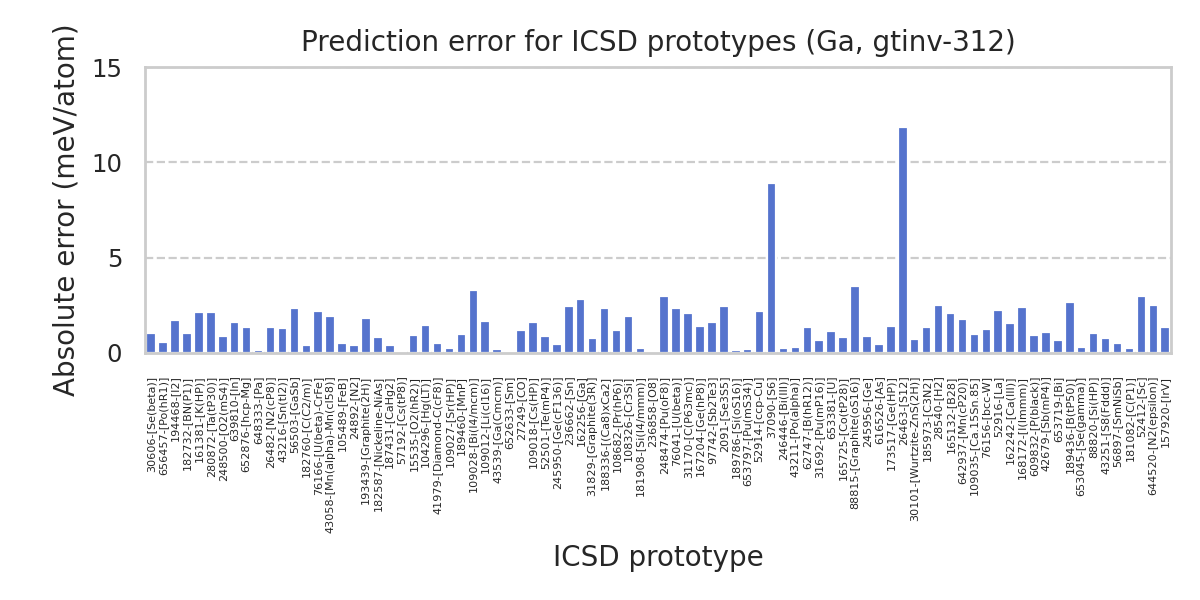 Prediction error for ICSD prototypes (Ga, gtinv-312)
Absolute error (meV/atom)
15
10
5
0
30606-[Se(beta)]
656457-[Po(hR1)]
194468-[I2]
182732-[BN(P1)]
161381-[K(HP)]
280872-[P(tP30)]
248500-[O2(mS4)]
639810-[In]
652876-[hcp-Mg]
648333-[Pa]
26482-[N2(cP8)]
43216-[Sn(tI2)]
5603-[GaSb]
182760-[C(C2/m)]
76166-[U(beta)-CrFe]
43058-[Mn(alpha)-Mn(cI58)]
105489-[FeB]
24892-[N2]
193439-[Graphite(2H)]
182587-[Nickeline-NiAs]
187431-[CaHg2]
57192-[Cs(tP8)]
15535-[O2(hR2)]
104296-[Hg(LT)]
41979-[Diamond-C(cF8)]
109027-[Sr(HP)]
189460-[MnP]
109028-[Bi(I4/mcm)]
109012-[Li(cI16)]
43539-[Ga(Cmcm)]
652633-[Sm]
27249-[CO]
109018-[Cs(HP)]
52501-[Te(mP4)]
245950-[Ge(cF136)]
236662-[Sn]
162256-[Ga]
31829-[Graphite(3R)]
188336-[(Ca8)xCa2]
108682-[Pr(hP6)]
108326-[Cr3Si]
181908-[Si(I4/mmm)]
236858-[O8]
248474-[Pu(oF8)]
76041-[U(beta)]
31170-[C(P63mc)]
167204-[Ge(hP8)]
97742-[Sb2Te3]
2091-[Se3S5]
189786-[Si(oS16)]
653797-[Pu(mS34)]
52914-[ccp-Cu]
37090-[S6]
246446-[Bi(III)]
43211-[Po(alpha)]
62747-[B(hR12)]
31692-[Pu(mP16)]
653381-[U]
165725-[Co(tP28)]
88815-[Graphite(oS16)]
245956-[Ge]
616526-[As]
173517-[Ge(HP)]
26463-[S12]
30101-[Wurtzite-ZnS(2H)]
185973-[C3N2]
28540-[H2]
165132-[B28]
642937-[Mn(cP20)]
109035-[Ca.15Sn.85]
76156-[bcc-W]
52916-[La]
162242-[Ca(III)]
168172-[I(Immm)]
609832-[P(black)]
42679-[Sb(mP4)]
653719-[Bi]
189436-[B(tP50)]
653045-[Se(gamma)]
88820-[Si(HP)]
43251-[S8(Fddd)]
56897-[SmNiSb]
181082-[C(P1)]
52412-[Sc]
644520-[N2(epsilon)]
157920-[IrV]
ICSD prototype